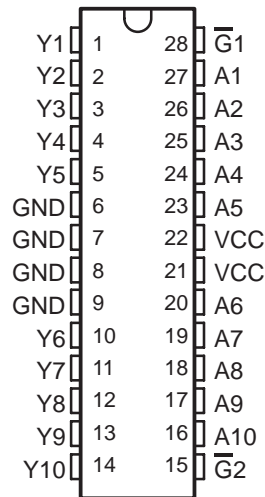 Y1 1 28 G̅1
Y2 2 27 A1
Y3 3 26 A2
Y4 4 25 A3
Y5 5 24 A4
GND 6 23 A5
GND 7 22 VCC
GND 8 21 VCC
GND 9 20 A6
Y6 10 19 A7
Y7 11 18 A8
Y8 12 17 A9
Y9 13 16 A10
Y10 14 15 G̅2